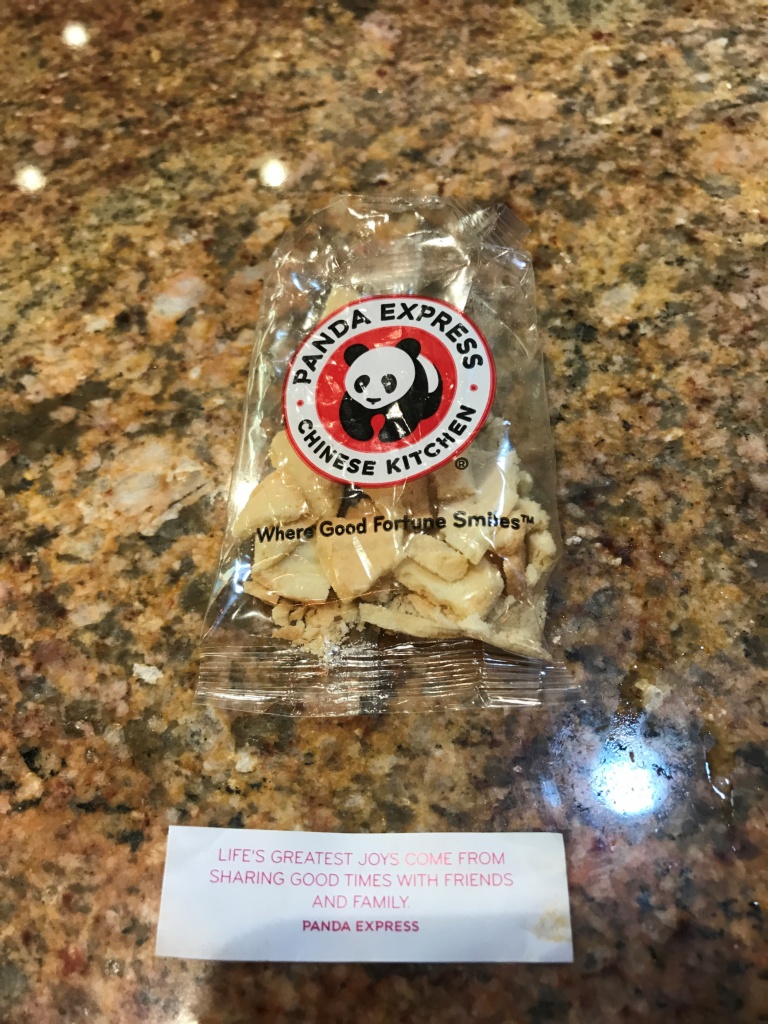 PANDA EXPRESS
CHINESE KITCHEN
®
Where Good Fortune Smiles™
LIFE'S GREATEST JOYS COME FROM
SHARING GOOD TIMES WITH FRIENDS
AND FAMILY.
PANDA EXPRESS